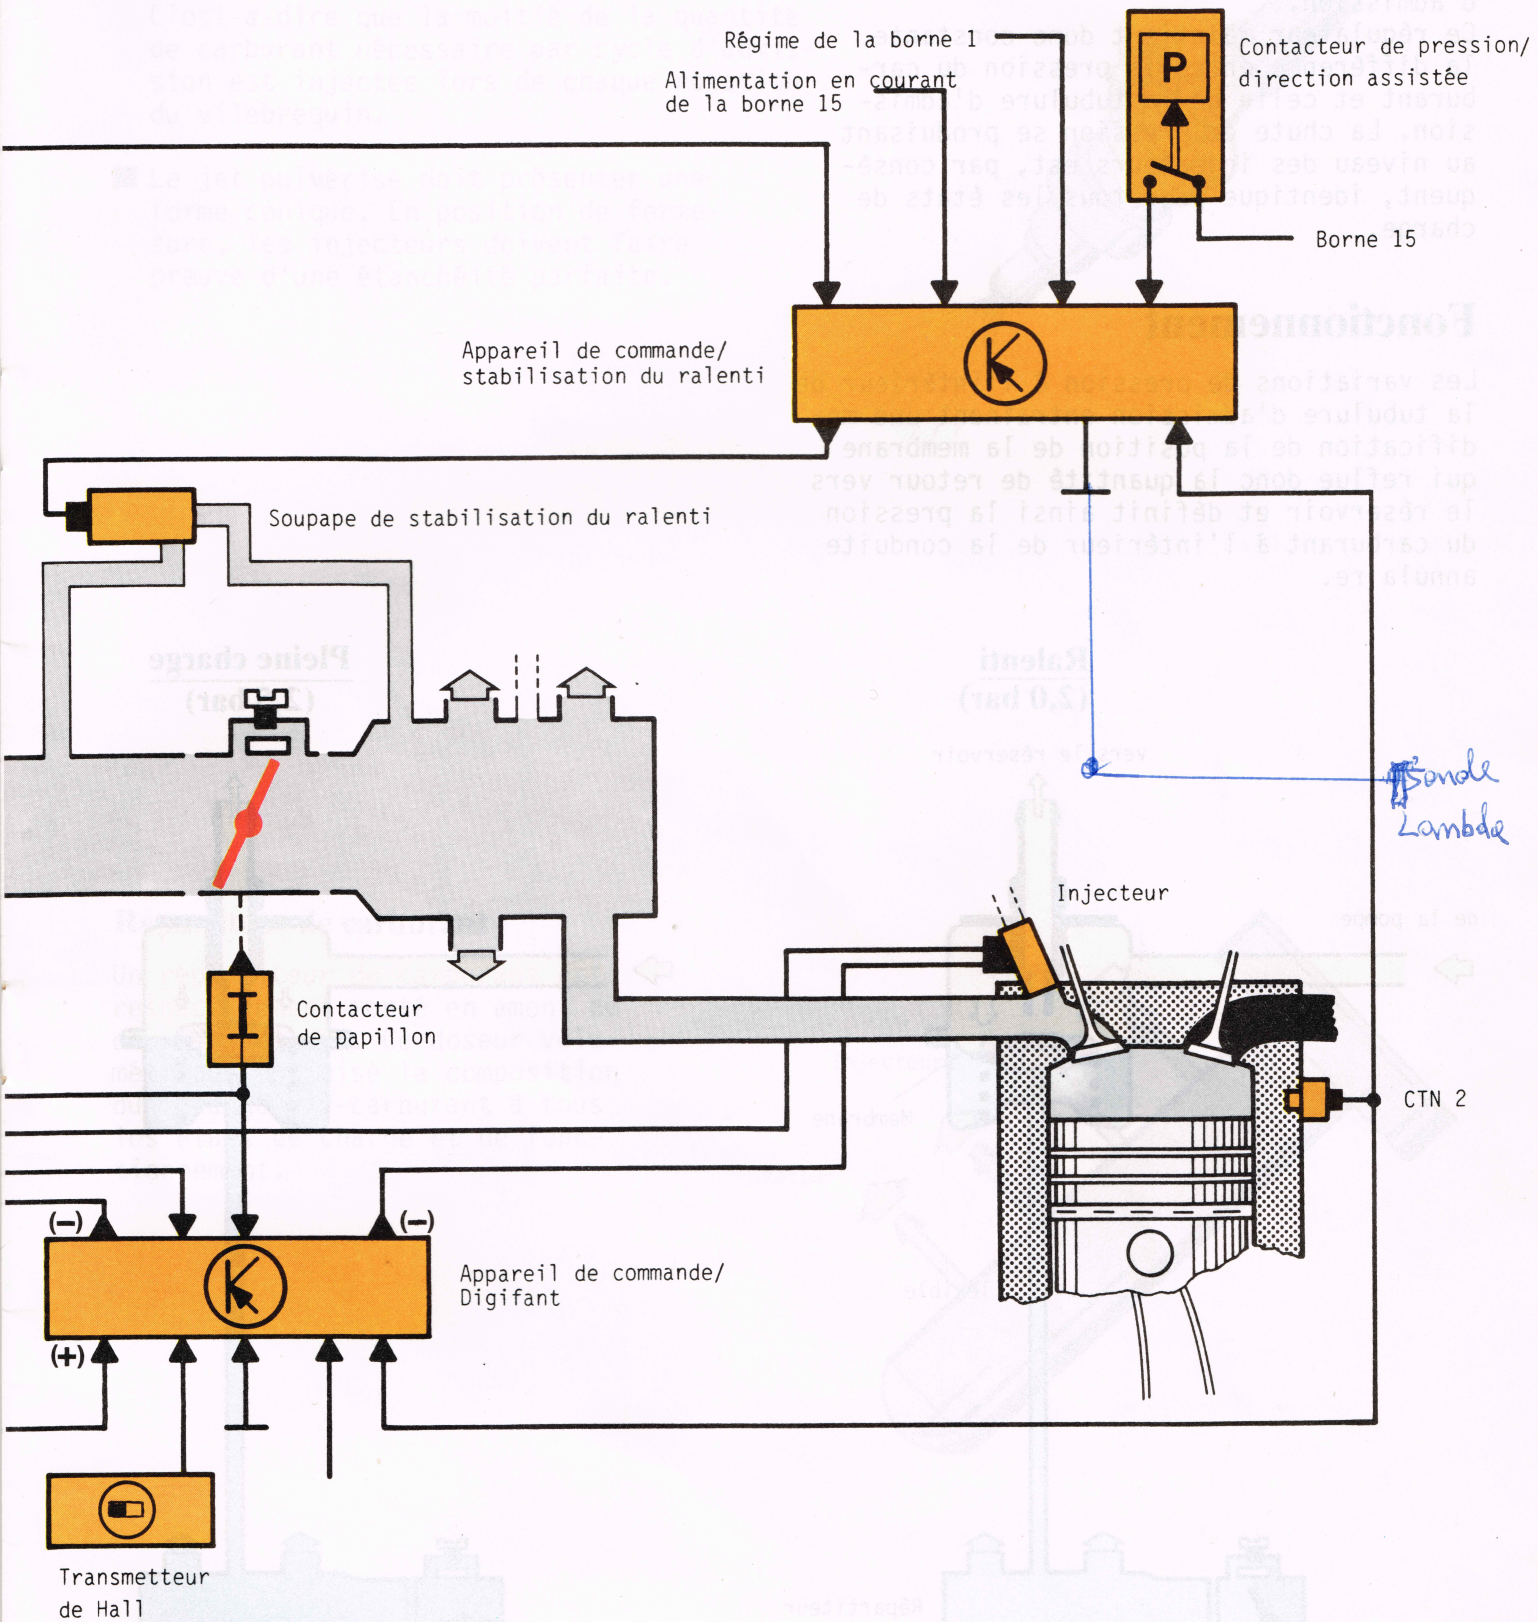 Régime de la borne 1
Alimentation en courant
de la borne 15
P
Contacteur de pression/
direction assistée
Borne 15
Appareil de commande/
stabilisation du ralenti
Soupape de stabilisation du ralenti
Sonde
Lambda
Injecteur
Contacteur
de papillon
CTN 2
(-)
(-)
Appareil de commande/
Digifant
(+)
Transmetteur
de Hall